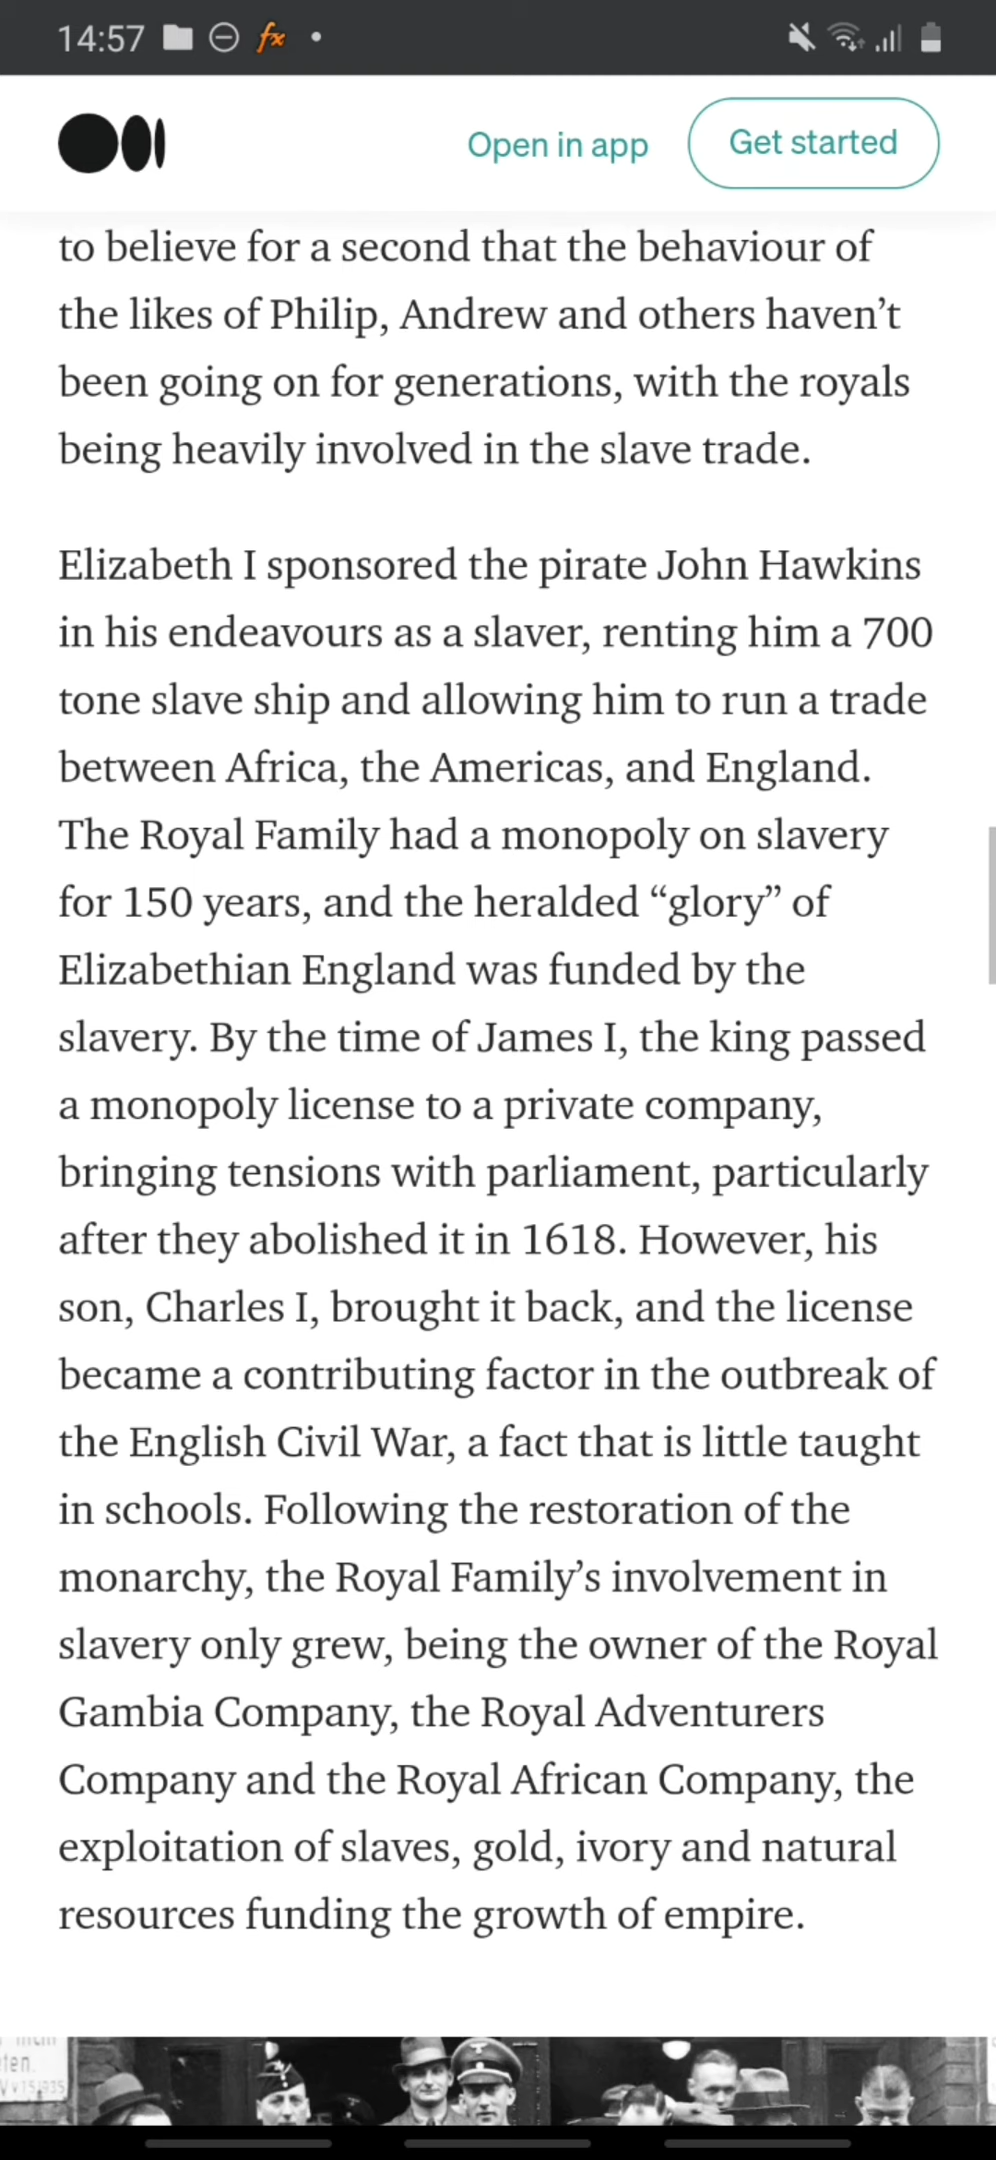 14:57
Open in app
Get started
to believe for a second that the behaviour of
the likes of Philip, Andrew and others haven’t
been going on for generations, with the royals
being heavily involved in the slave trade.
Elizabeth I sponsored the pirate John Hawkins
in his endeavours as a slaver, renting him a 700
tone slave ship and allowing him to run a trade
between Africa, the Americas, and England.
The Royal Family had a monopoly on slavery
for 150 years, and the heralded “glory” of
Elizabethian England was funded by the
slavery. By the time of James I, the king passed
a monopoly license to a private company,
bringing tensions with parliament, particularly
after they abolished it in 1618. However, his
son, Charles I, brought it back, and the license
became a contributing factor in the outbreak of
the English Civil War, a fact that is little taught
in schools. Following the restoration of the
monarchy, the Royal Family’s involvement in
slavery only grew, being the owner of the Royal
Gambia Company, the Royal Adventurers
Company and the Royal African Company, the
exploitation of slaves, gold, ivory and natural
resources funding the growth of empire.